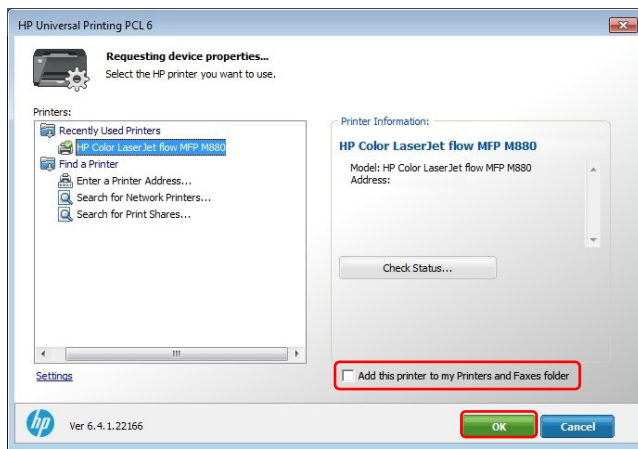 HP Universal Printing PCL 6
Requesting device properties...
Select the HP printer you want to use.
Printers:
Recently Used Printers
HP Color LaserJet flow MFP M880
Find a Printer
Enter a Printer Address...
Search for Network Printers...
Search for Print Shares...
Settings
Printer Information:
HP Color LaserJet flow MFP M880
Model: HP Color LaserJet flow MFP M880
Address:
Check Status...
Add this printer to my Printers and Faxes folder
hp
Ver 6.4.1.22166
OK
Cancel